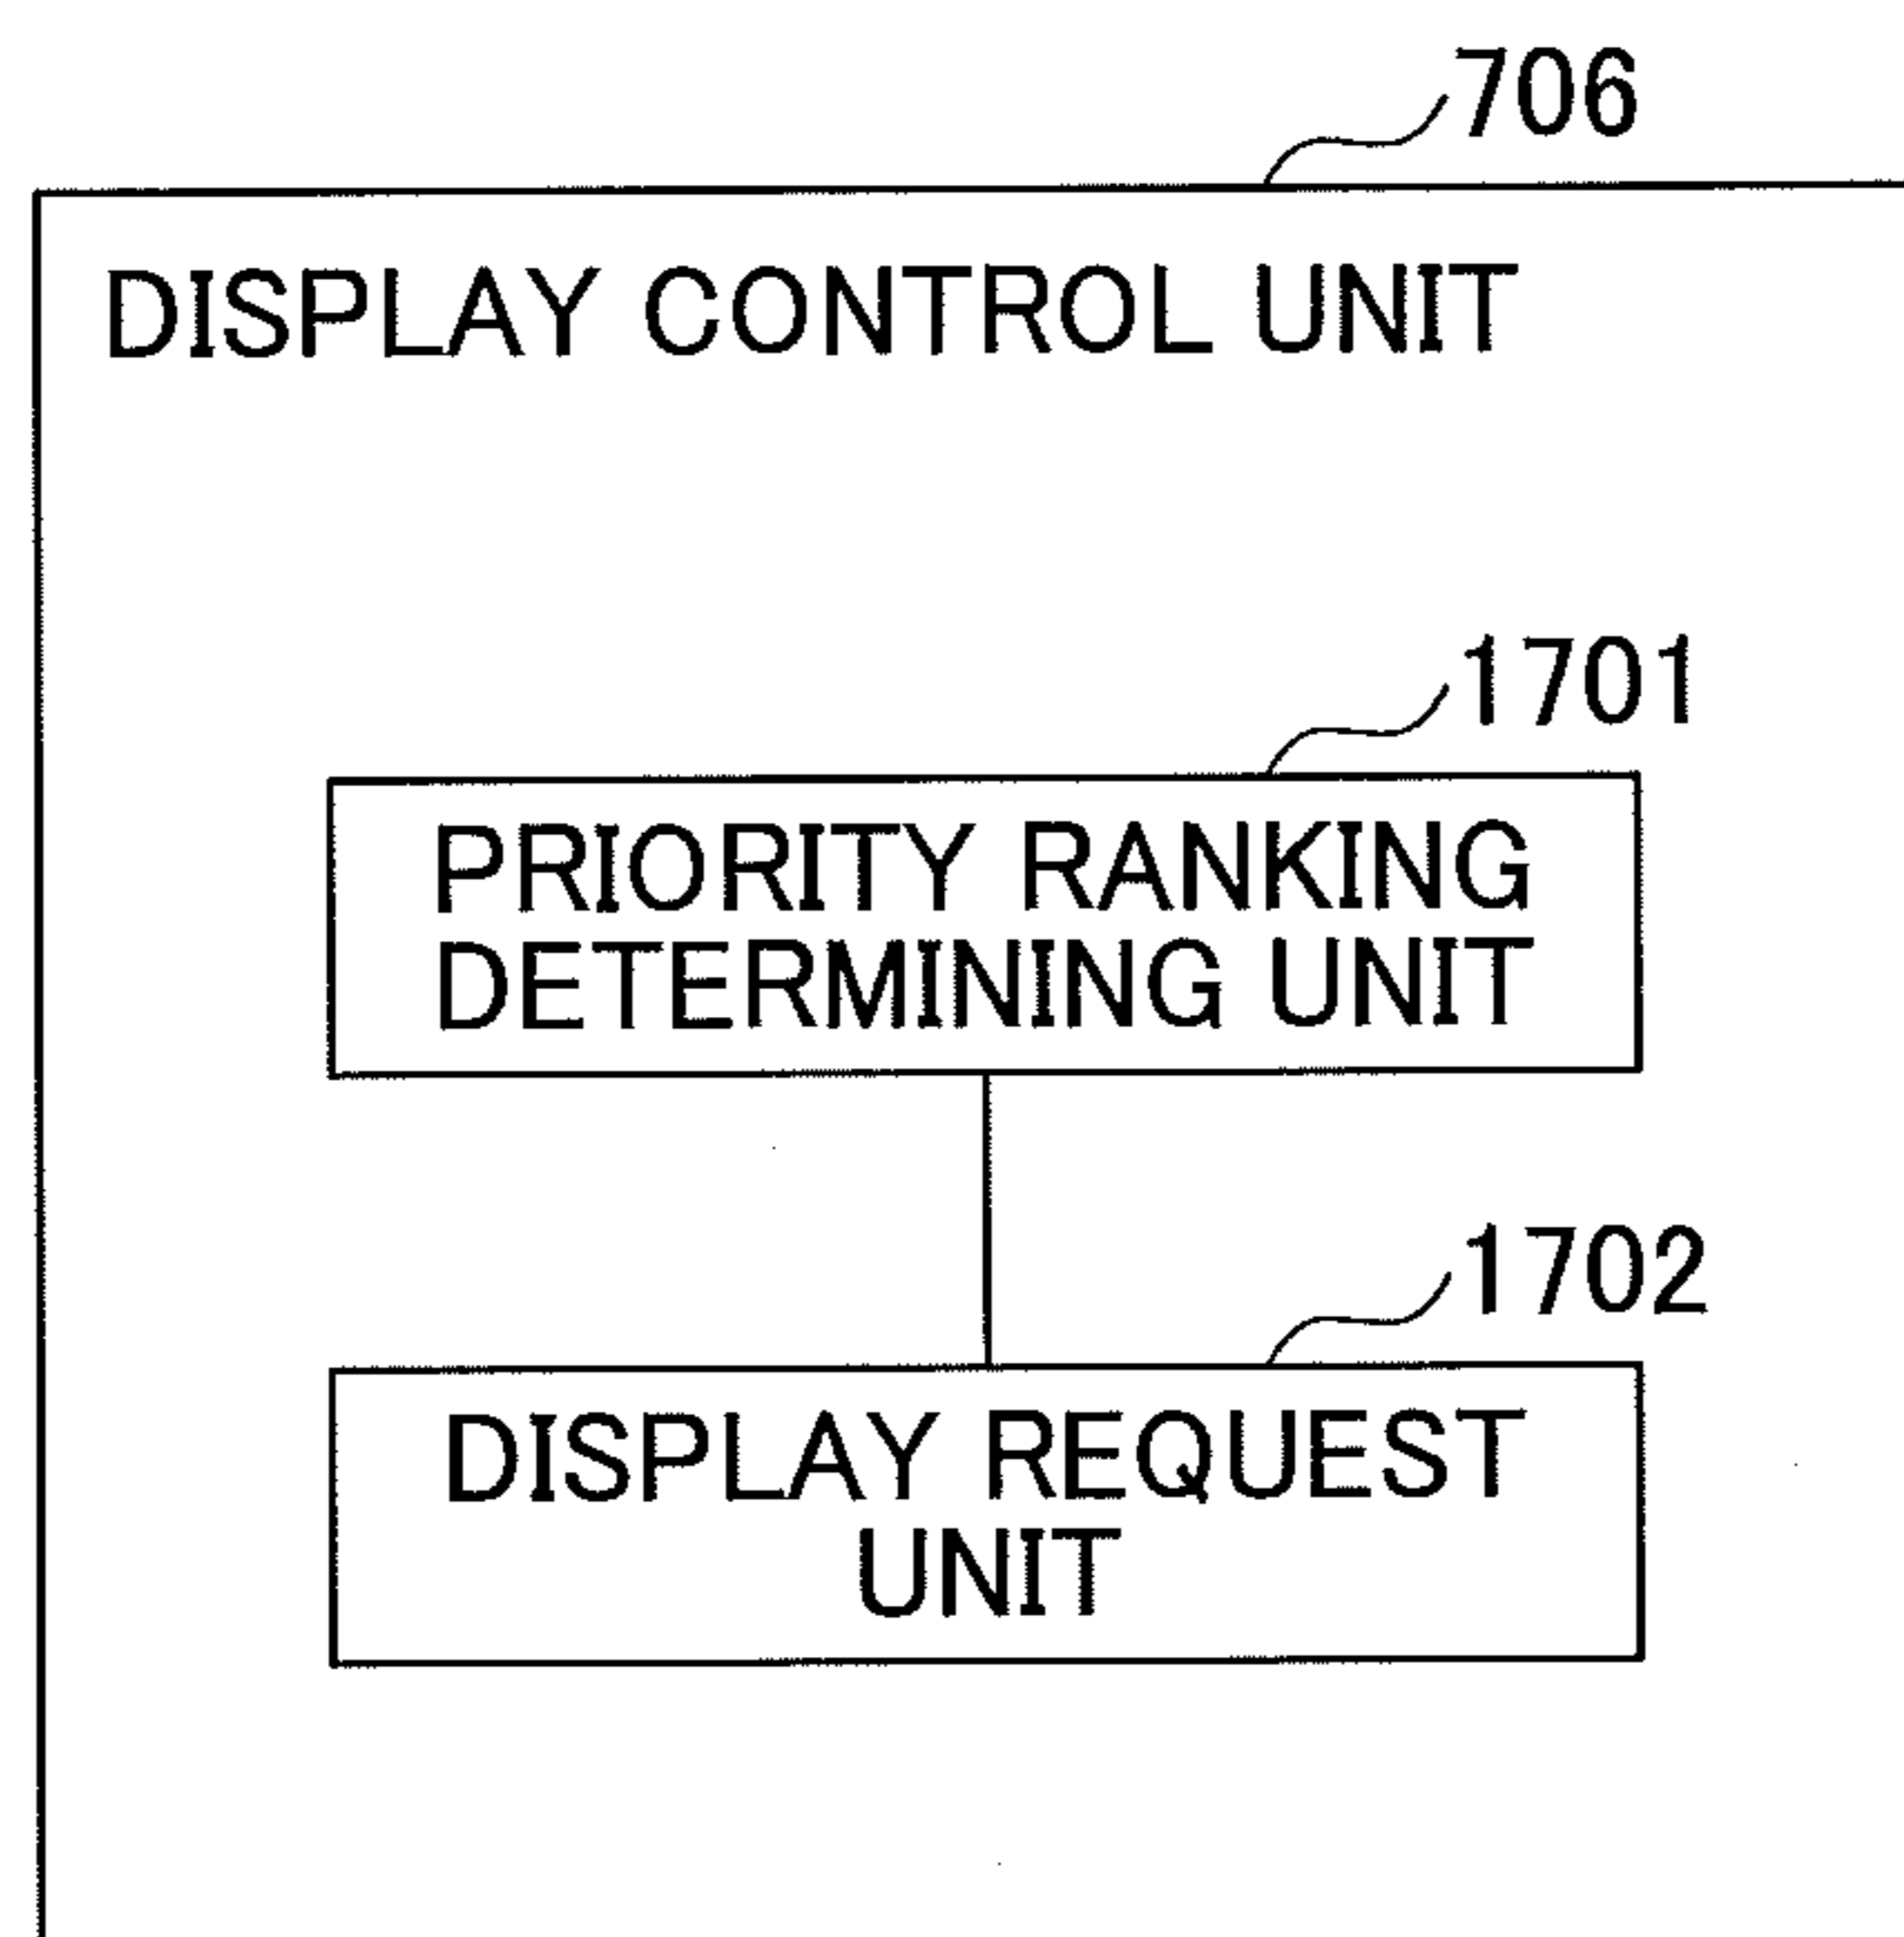 706
DISPLAY CONTROL UNIT
1701
PRIORITY RANKING
DETERMINING UNIT
1702
DISPLAY REQUEST
UNIT